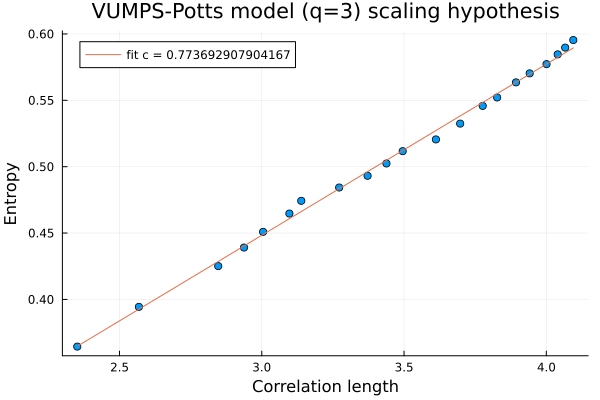 VUMPS-Potts model (q=3) scaling hypothesis
fit c = 0.773692907904167
0.60
0.55
0.50
0.45
0.40
Entropy
2.5
3.0
3.5
4.0
Correlation length